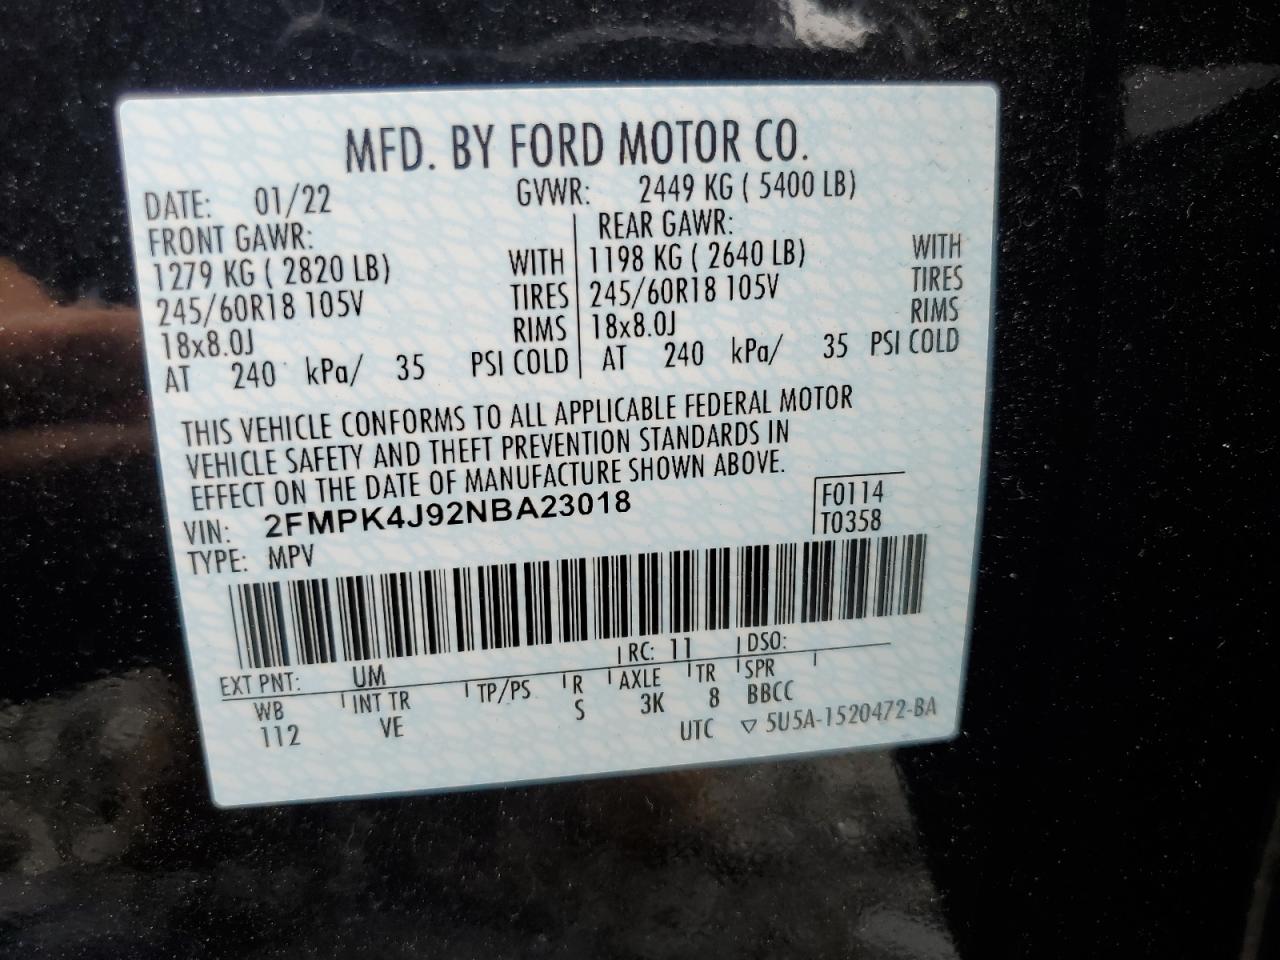 MFD. BY FORD MOTOR CO.
DATE: 01/22 GVWR: 2449 KG ( 5400 LB)
FRONT GAWR:
1279 KG ( 2820 LB) WITH
245/60R18 105V TIRES
18x8.0J RIMS
AT 240 kPa/ 35 PSI COLD
REAR GAWR:
1198 KG ( 2640 LB) WITH
245/60R18 105V TIRES
18x8.0J RIMS
AT 240 kPa/ 35 PSI COLD
THIS VEHICLE CONFORMS TO ALL APPLICABLE FEDERAL MOTOR
VEHICLE SAFETY AND THEFT PREVENTION STANDARDS IN
EFFECT ON THE DATE OF MANUFACTURE SHOWN ABOVE.
VIN: 2FMPK4J92NBA23018
TYPE: MPV
F0114
T0358
EXT PNT: UM RC: 11 DSO:
WB INT TR TP/PS R AXLE TR SPR
112 VE S 3K 8 BBCC
UTC ▽ 5U5A-1520472-BA